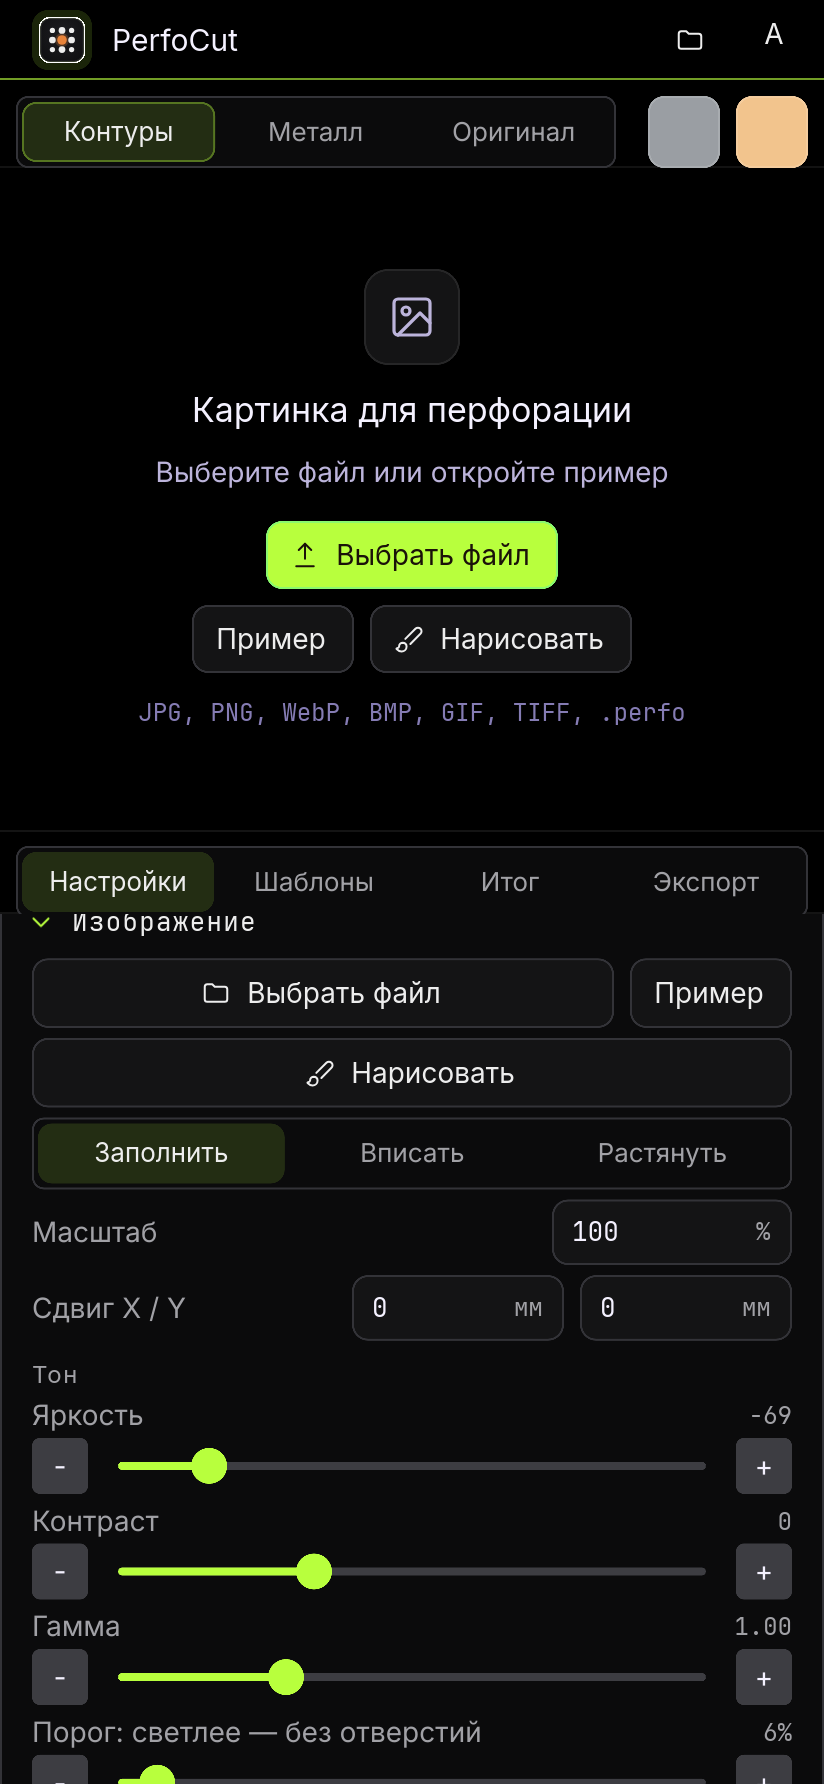 PerfoCut A
Контуры Металл Оригинал
Картинка для перфорации
Выберите файл или откройте пример
Выбрать файл
Пример Нарисовать
JPG, PNG, WebP, BMP, GIF, TIFF, .perfo
Настройки Шаблоны Итог Экспорт
Изображение
Выбрать файл Пример
Нарисовать
Заполнить Вписать Растянуть
Масштаб 100 %
Сдвиг X / Y 0 мм 0 мм
Тон
Яркость -69
- +
Контраст 0
- +
Гамма 1.00
- +
Порог: светлее — без отверстий 6%
- +